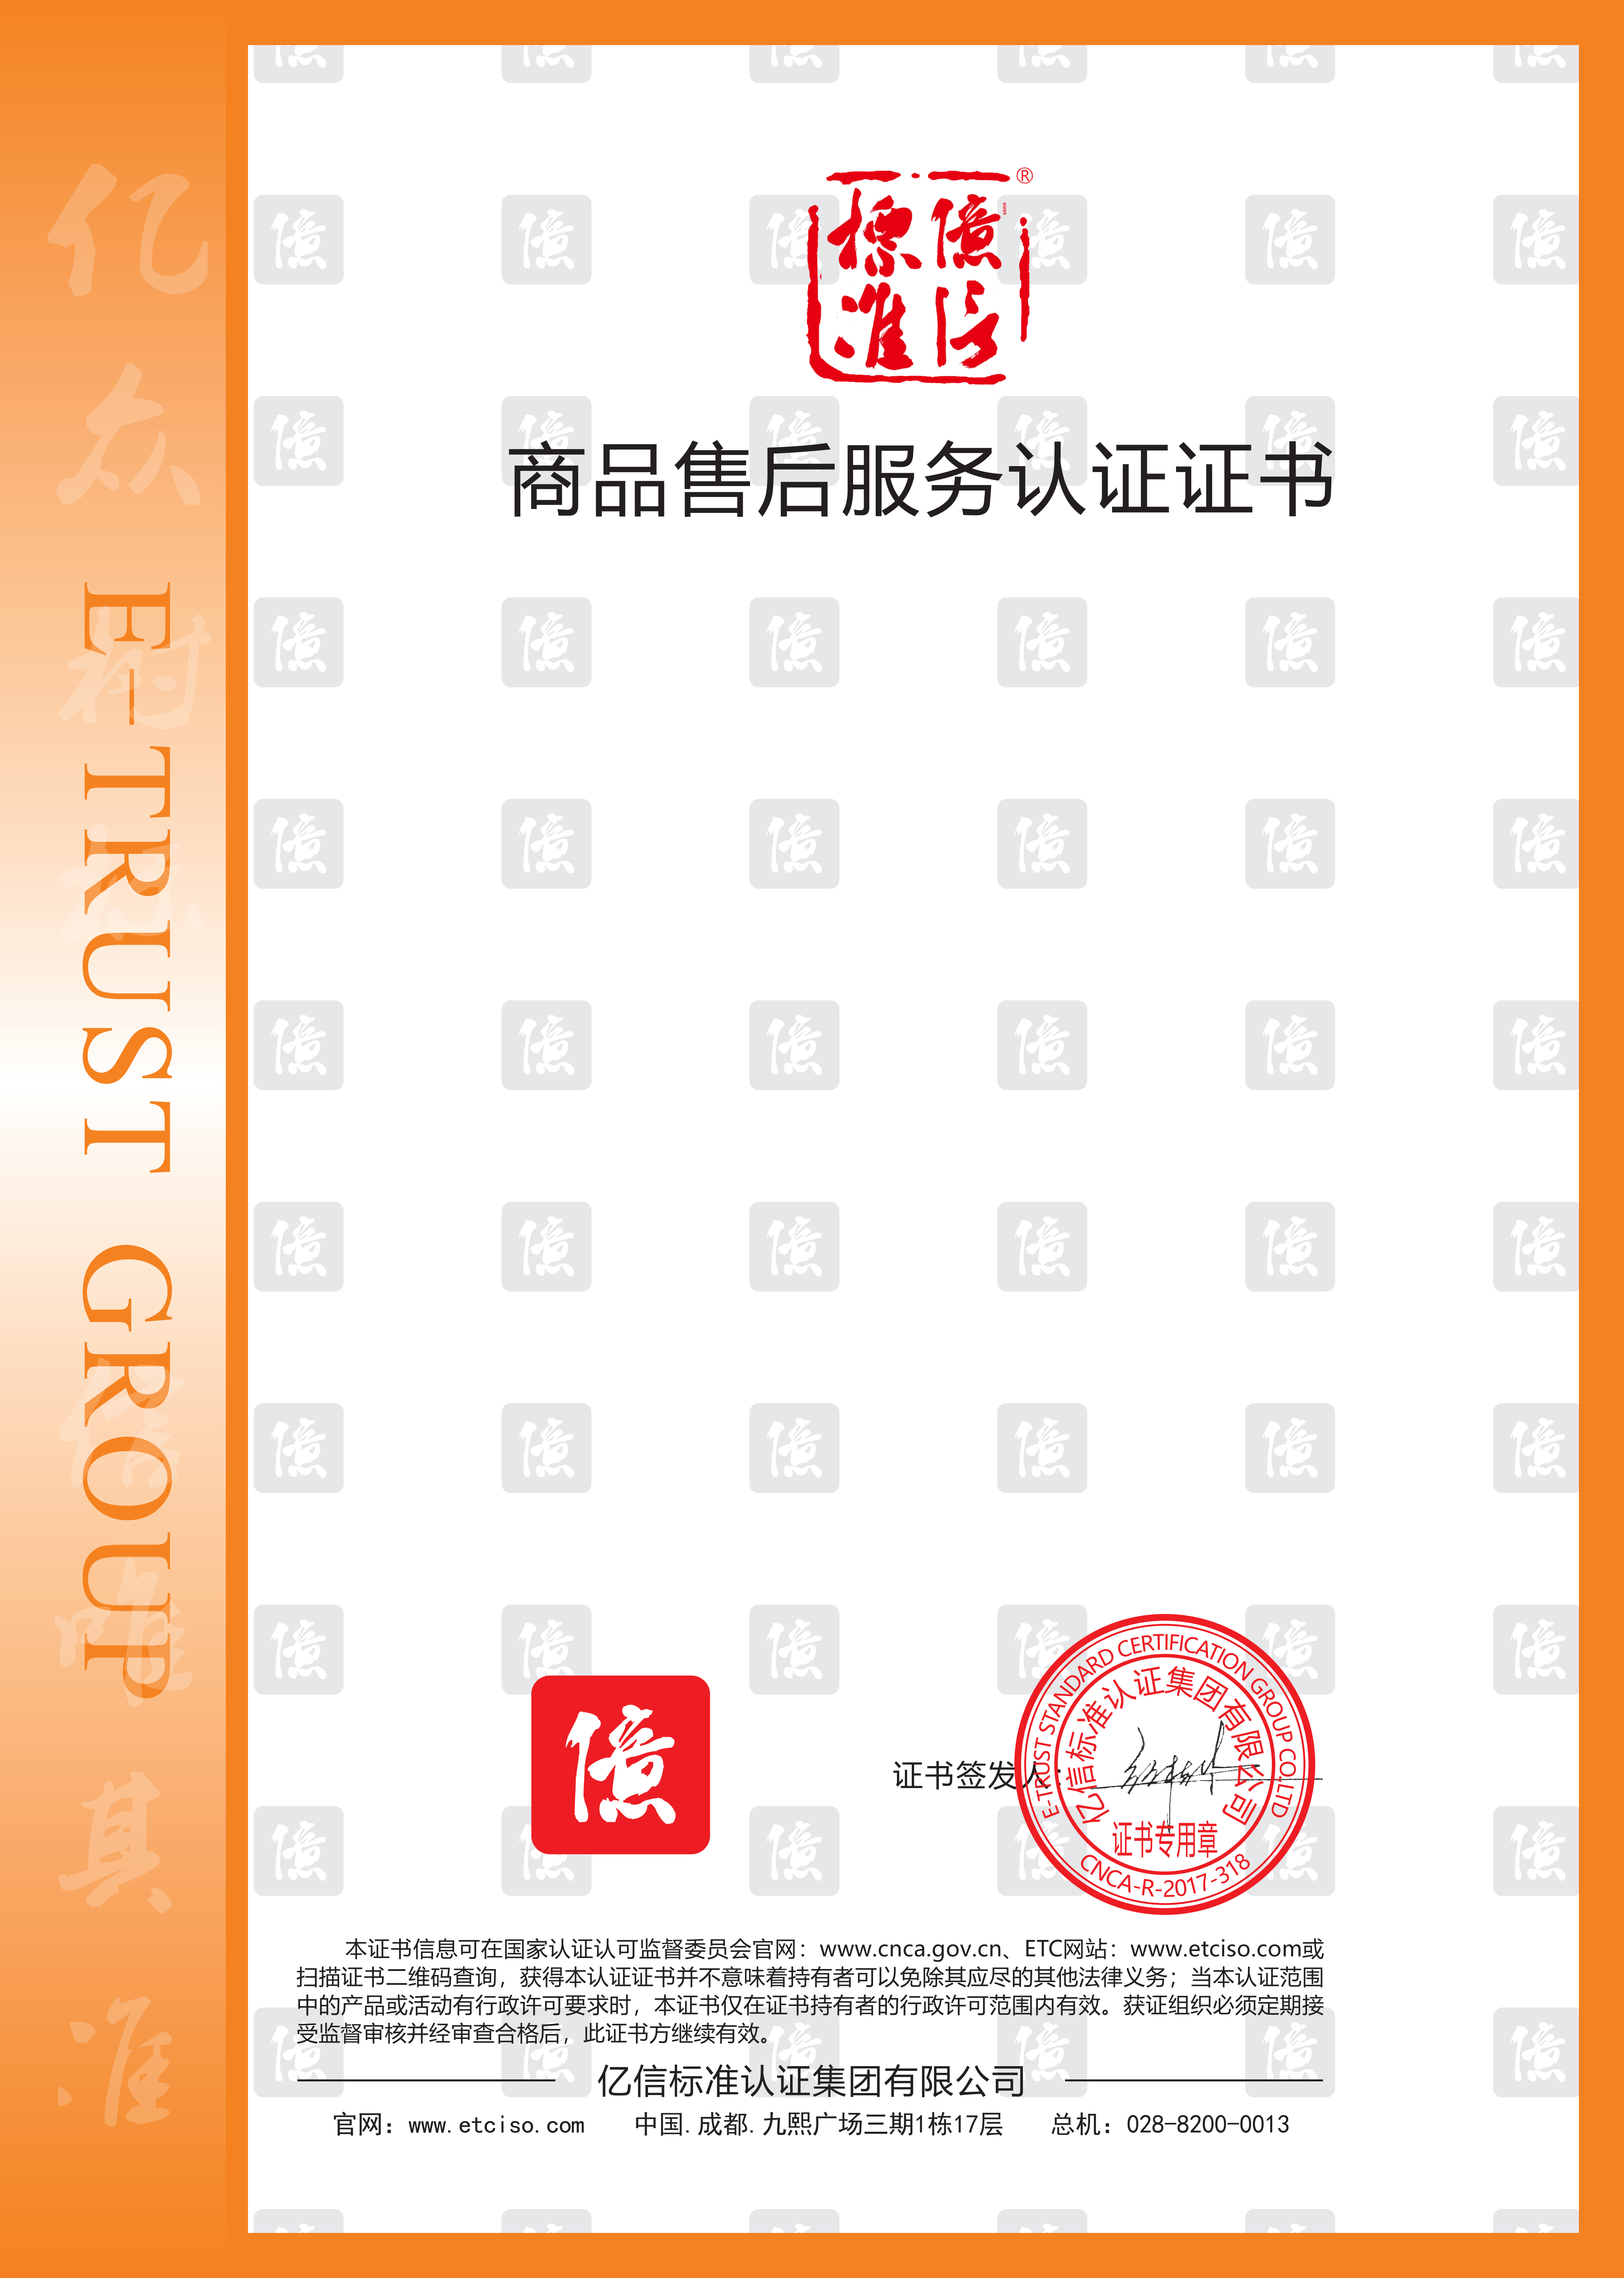 億信標準
®
商品售后服务认证证书
亿众树标 信唯其准
E-TRUST GROUP
億
证书签发人：
E-TRUST STANDARD CERTIFICATION GROUP CO.,LTD
亿信标准认证集团有限公司
证书专用章
CNCA-R-2017-318
本证书信息可在国家认证认可监督委员会官网：www.cnca.gov.cn、ETC网站：www.etciso.com或
扫描证书二维码查询，获得本认证证书并不意味着持有者可以免除其应尽的其他法律义务；当本认证范围
中的产品或活动有行政许可要求时，本证书仅在证书持有者的行政许可范围内有效。获证组织必须定期接
受监督审核并经审查合格后，此证书方继续有效。
亿信标准认证集团有限公司
官网：www.etciso.com 中国.成都.九熙广场三期1栋17层 总机：028-8200-0013